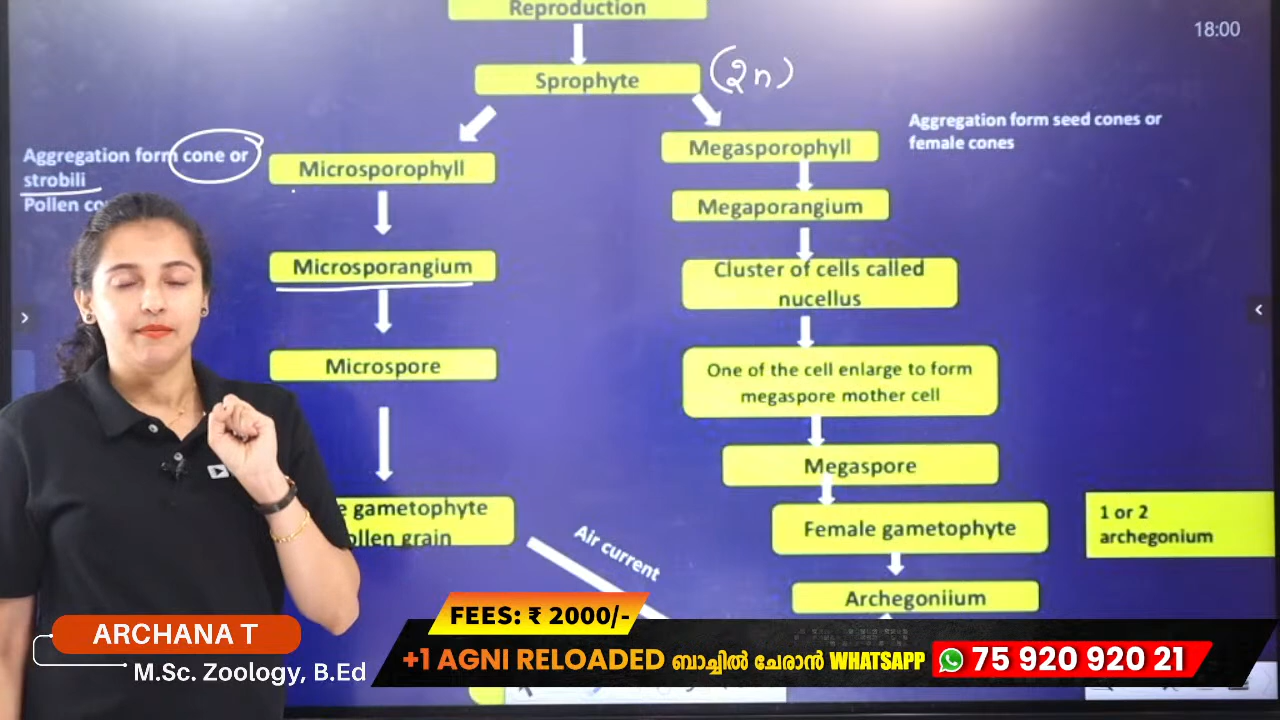 Reproduction
18:00
Sprophyte
(2n)
Aggregation form cone or
strobili
Microsporophyll
Microsporangium
Microspore
gametophyte
grain
Air current
Megasporophyll
Aggregation form seed cones or
female cones
Megaporangium
Cluster of cells called
nucellus
One of the cell enlarge to form
megaspore mother cell
Megaspore
Female gametophyte
1 or 2
archegonium
Archegoniium
Pollen
ARCHANA T
M.Sc. Zoology, B.Ed
FEES: ₹ 2000/-
+1 AGNI RELOADED ബാച്ചിൽ ചേരാൻ WHATSAPP 75 920 920 21